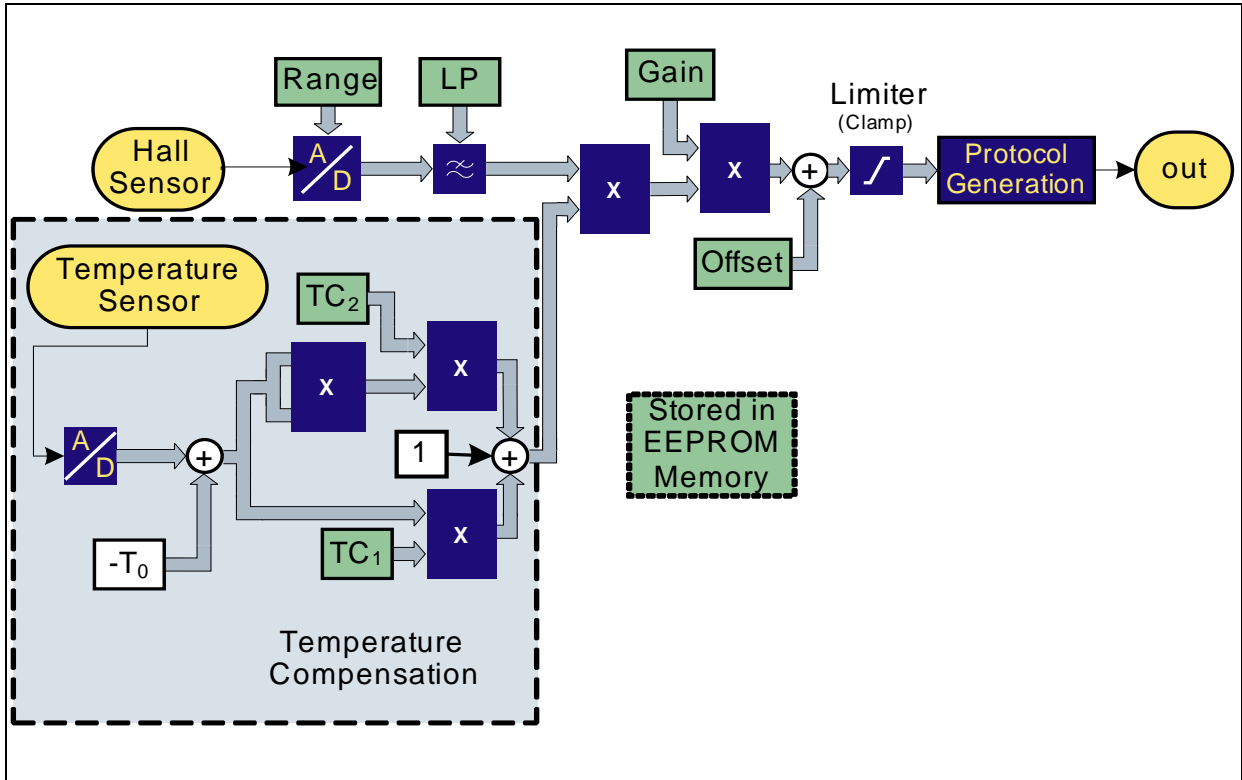 Range
LP
Gain
Limiter
(Clamp)
Hall
Sensor
A
D
X
X
+
Protocol
Generation
out
Offset
Temperature
Sensor
TC₂
X
X
A
D
+
1
+
-T₀
TC₁
X
Stored in
EEPROM
Memory
Temperature
Compensation